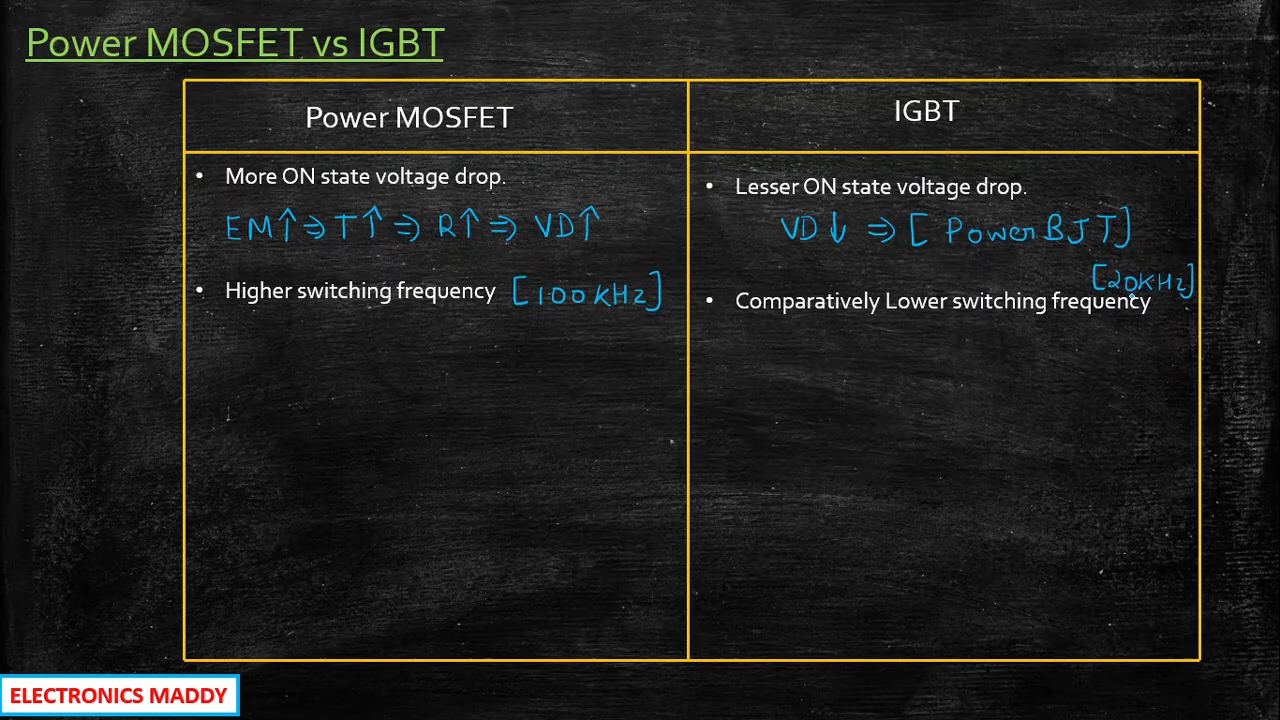 Power MOSFET vs IGBT
Power MOSFET
IGBT
• More ON state voltage drop.
EM↑ ⇒ T↑ ⇒ R↑ ⇒ VD↑
• Higher switching frequency [100KHz]
• Lesser ON state voltage drop.
VD↓ ⇒ [Power BJT]
[20KHz]
• Comparatively Lower switching frequency
ELECTRONICS MADDY